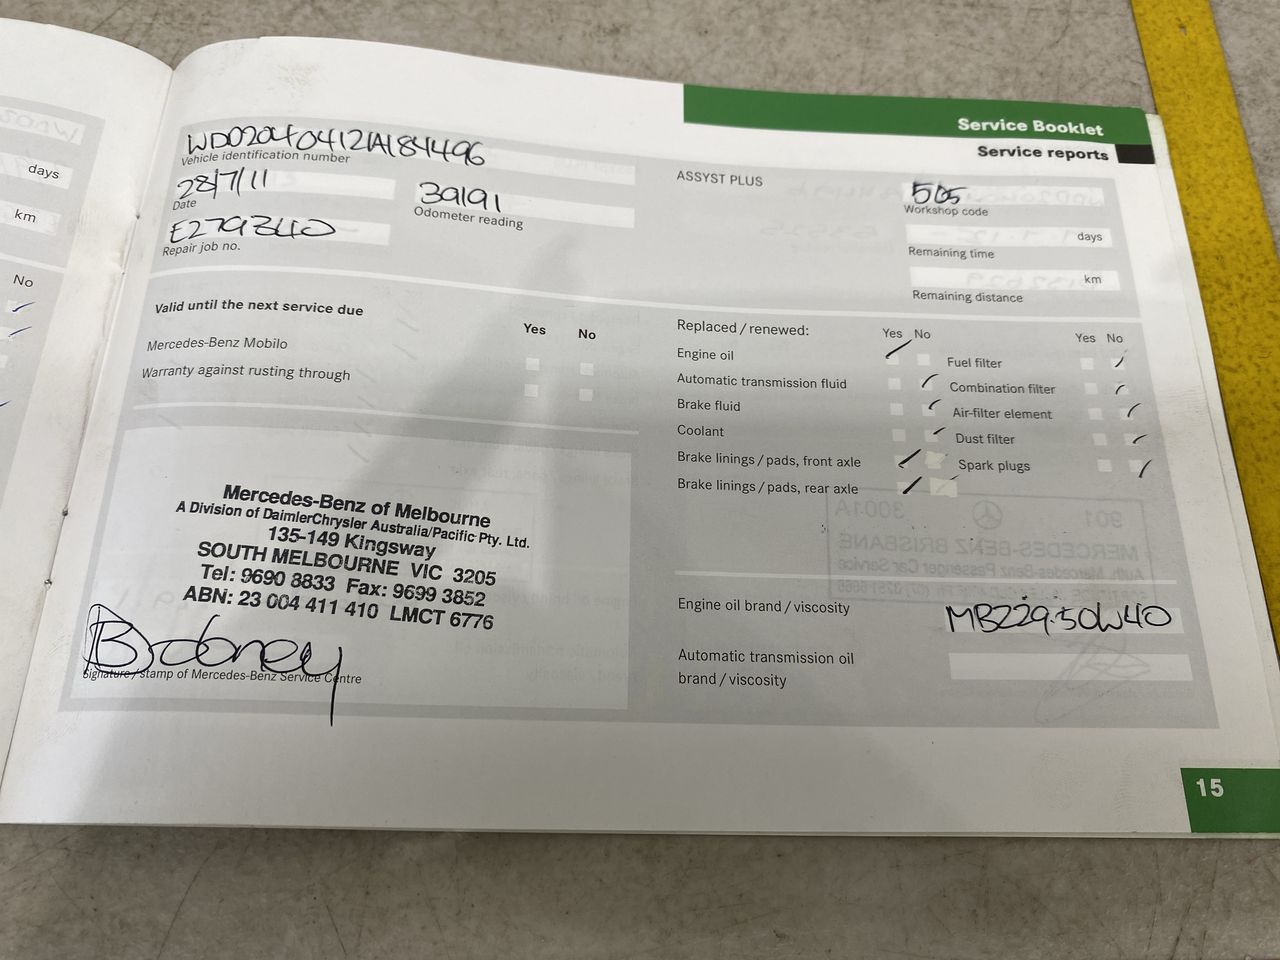 Service Booklet
Service reports
WDD2040412A184496
Vehicle identification number
28/7/11
Date
39191
Odometer reading
Repair job no.
ASSYST PLUS
505
Workshop code
days
Remaining time
km
Remaining distance
days
km
No
Valid until the next service due
Yes No
Mercedes-Benz Mobilo
Warranty against rusting through
Replaced / renewed: Yes No Yes No
Engine oil Fuel filter
Automatic transmission fluid Combination filter
Brake fluid Air-filter element
Coolant Dust filter
Brake linings / pads, front axle Spark plugs
Brake linings / pads, rear axle
Mercedes-Benz of Melbourne
A Division of DaimlerChrysler Australia/Pacific Pty. Ltd.
135-149 Kingsway
SOUTH MELBOURNE VIC 3205
Tel: 9690 8833 Fax: 9699 3852
ABN: 23 004 411 410 LMCT 6776
Signature / stamp of Mercedes-Benz Service Centre
Engine oil brand / viscosity
MB229.5 0W40
Automatic transmission oil
brand / viscosity
15